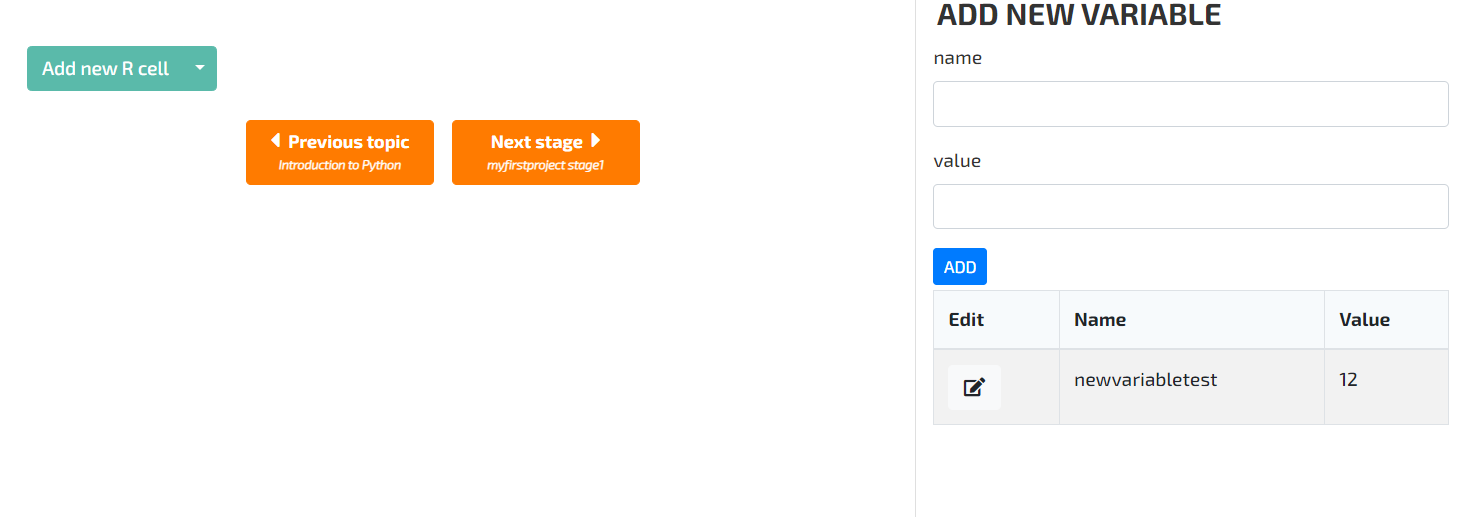 Add new R cell
Previous topic
Introduction to Python
Next stage
myfirstproject stage1
ADD NEW VARIABLE
name
value
ADD
Edit Name Value
newvariabletest 12